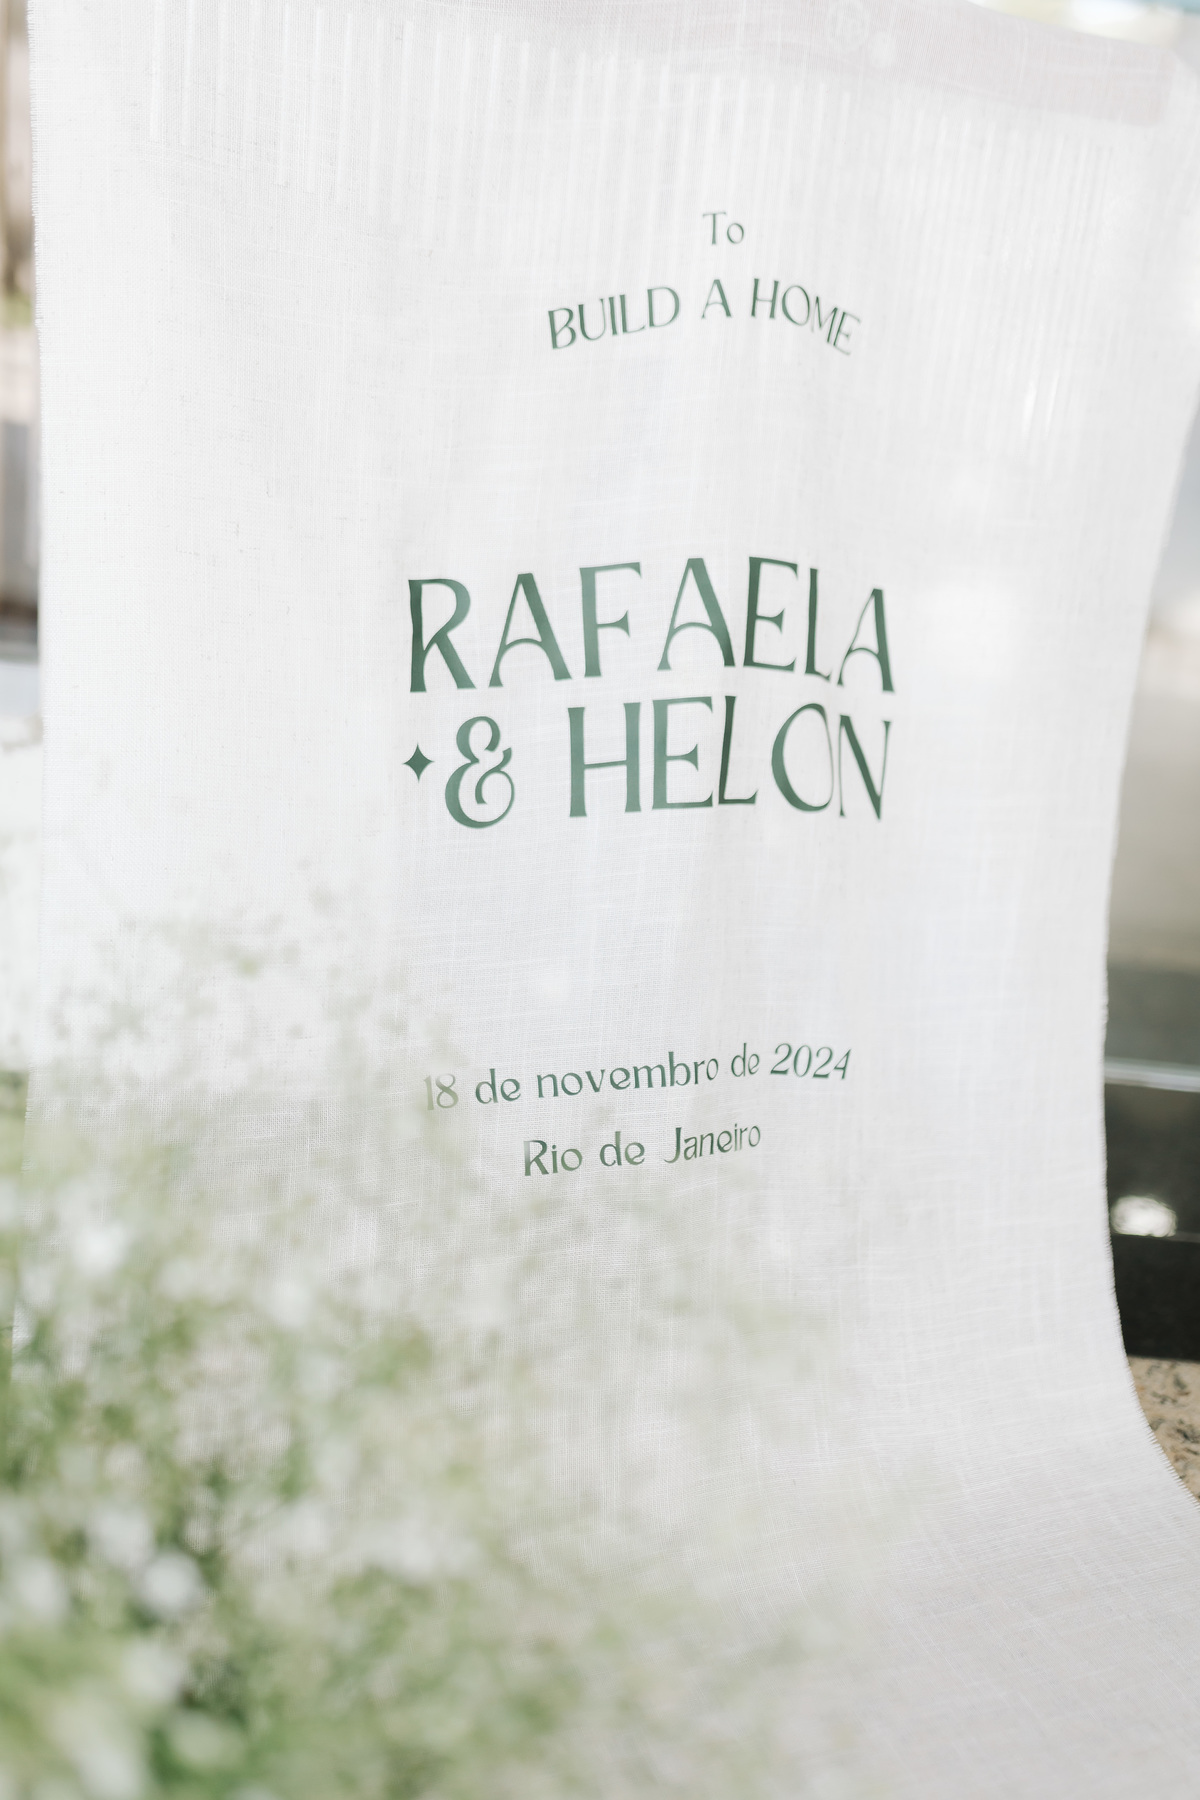 To
BUILD A HOME
RAFAELA
& HELON
18 de novembro de 2024
Rio de Janeiro